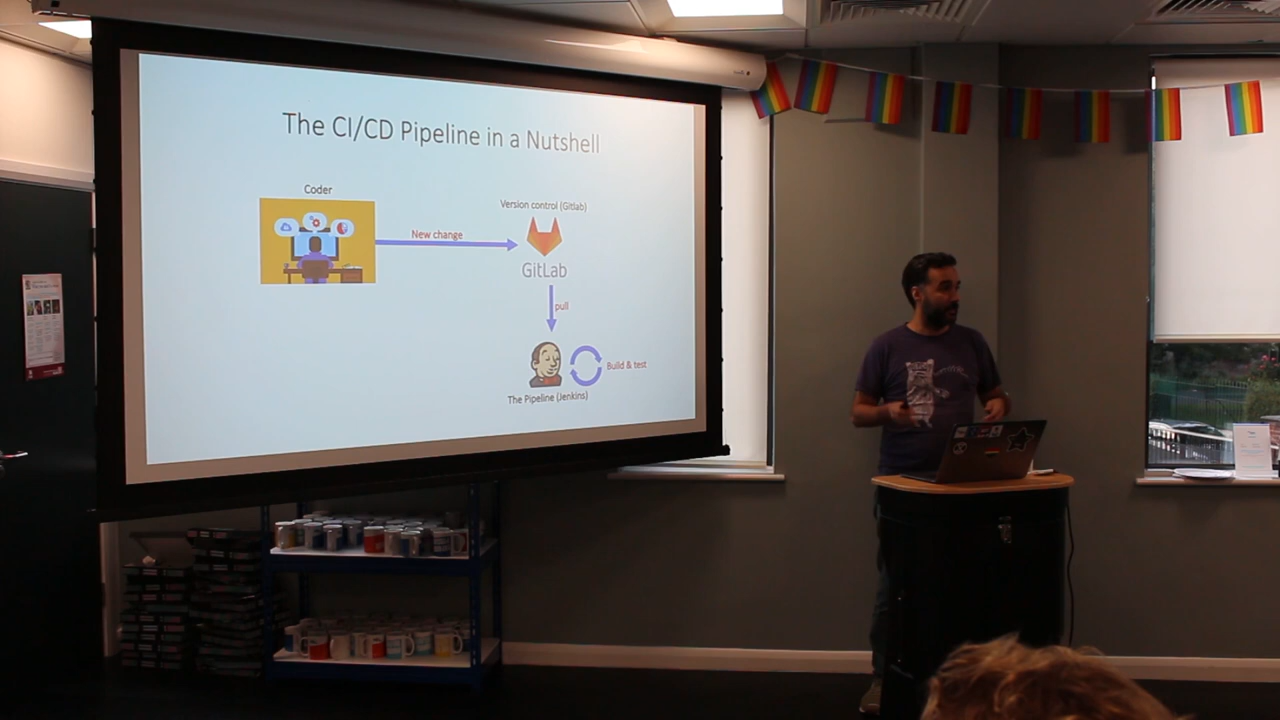 The CI/CD Pipeline in a Nutshell
Coder
Version control (Gitlab)
New change
GitLab
pull
Build & test
The Pipeline (Jenkins)